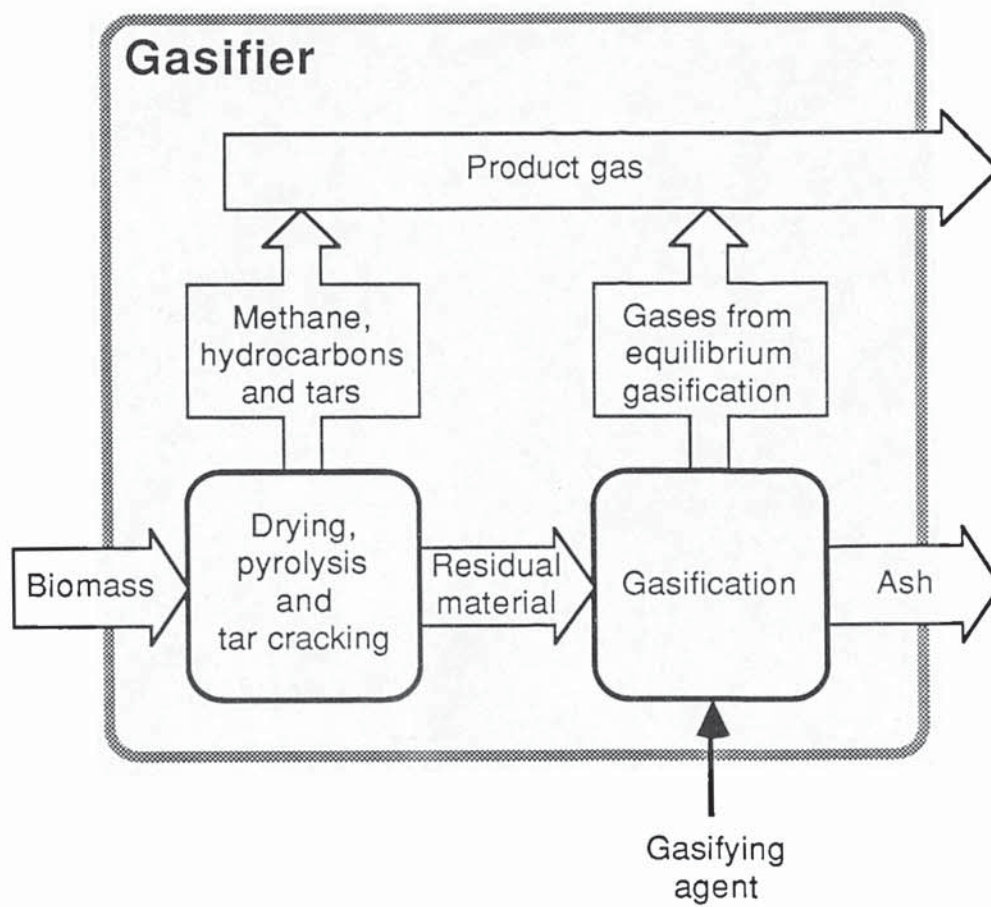 Gasifier
Product gas
Methane,
hydrocarbons
and tars
Gases from
equilibrium
gasification
Biomass
Drying,
pyrolysis
and
tar cracking
Residual
material
Gasification
Ash
Gasifying
agent